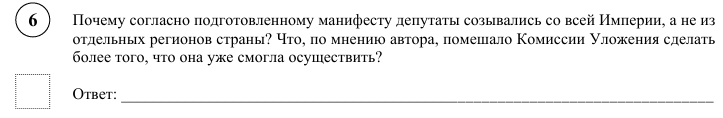 6 Почему согласно подготовленному манифесту депутаты созывались со всей Империи, а не из
отдельных регионов страны? Что, по мнению автора, помешало Комиссии Уложения сделать
более того, что она уже смогла осуществить?
Ответ: